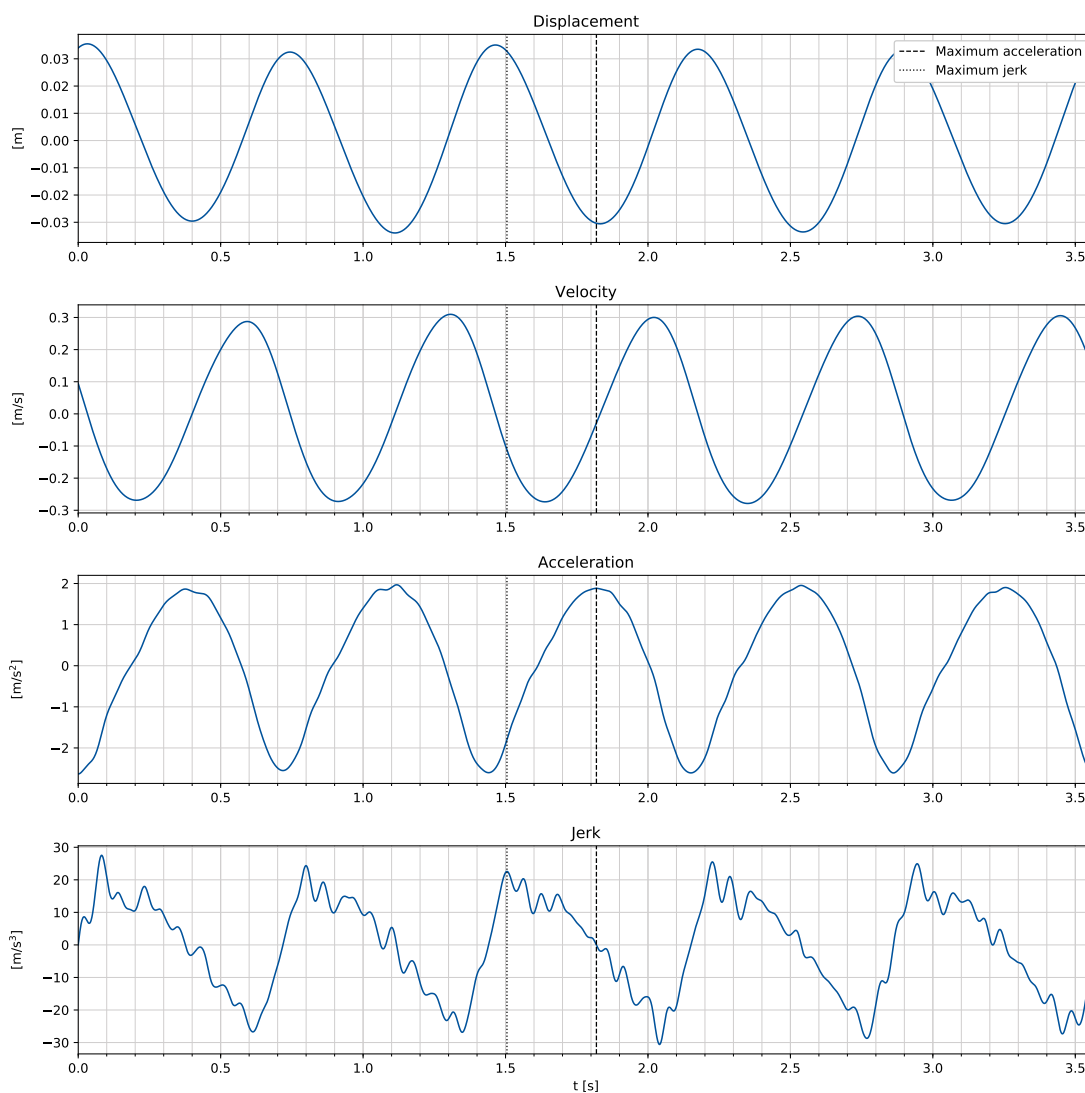 Displacement
[m]
0.03
0.02
0.01
0.00
−0.01
−0.02
−0.03
Maximum acceleration
Maximum jerk
0.0 0.5 1.0 1.5 2.0 2.5 3.0 3.5
Velocity
[m/s]
0.3
0.2
0.1
0.0
−0.1
−0.2
−0.3
0.0 0.5 1.0 1.5 2.0 2.5 3.0 3.5
Acceleration
[m/s²]
2
1
0
−1
−2
0.0 0.5 1.0 1.5 2.0 2.5 3.0 3.5
Jerk
[m/s³]
30
20
10
0
−10
−20
−30
0.0 0.5 1.0 1.5 2.0 2.5 3.0 3.5
t [s]